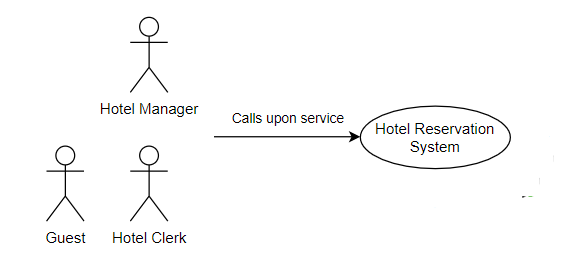 Hotel Manager
Calls upon service
Hotel Reservation
System
Guest
Hotel Clerk